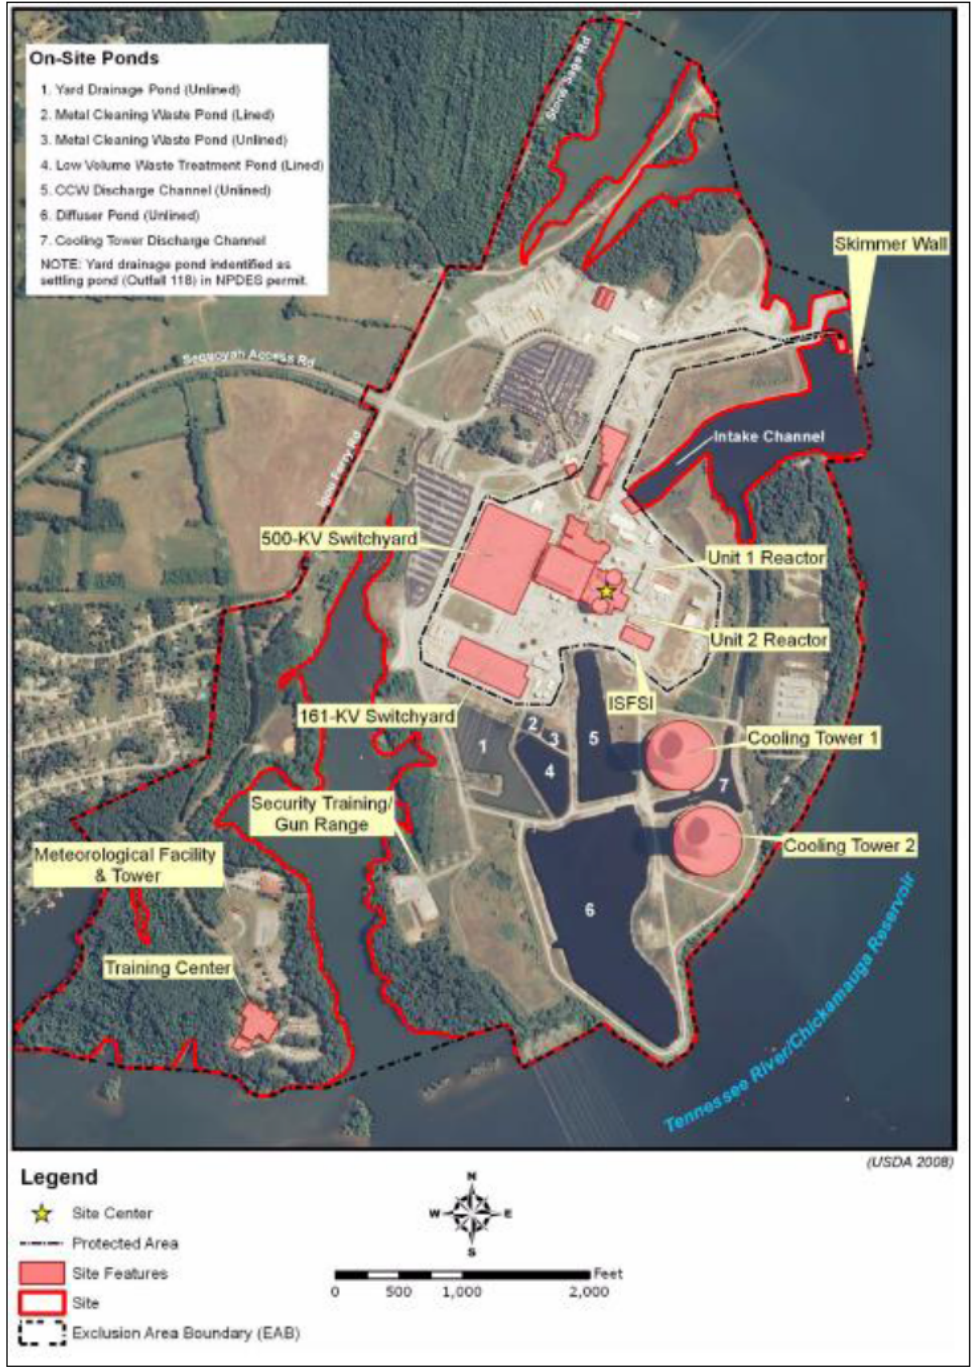 On-Site Ponds
1. Yard Drainage Pond (Unlined)
2. Metal Cleaning Waste Pond (Lined)
3. Metal Cleaning Waste Pond (Unlined)
4. Low Volume Waste Treatment Pond (Lined)
5. CCW Discharge Channel (Unlined)
6. Diffuser Pond (Unlined)
7. Cooling Tower Discharge Channel
NOTE: Yard drainage pond indentified as
settling pond (Outfall 118) in NPDES permit.
Stone Sage Rd
Skimmer Wall
Sequoyah Access Rd
Igou Ferry Rd
Intake Channel
500-KV Switchyard
Unit 1 Reactor
Unit 2 Reactor
ISFSI
161-KV Switchyard
1
2
3
4
5
Cooling Tower 1
7
Security Training/
Gun Range
Cooling Tower 2
Meteorological Facility
& Tower
6
Training Center
Tennessee River/Chickamauga Reservoir
(USDA 2008)
Legend
Site Center
Protected Area
Site Features
Site
Exclusion Area Boundary (EAB)
N
W
E
S
Feet
0 500 1,000 2,000